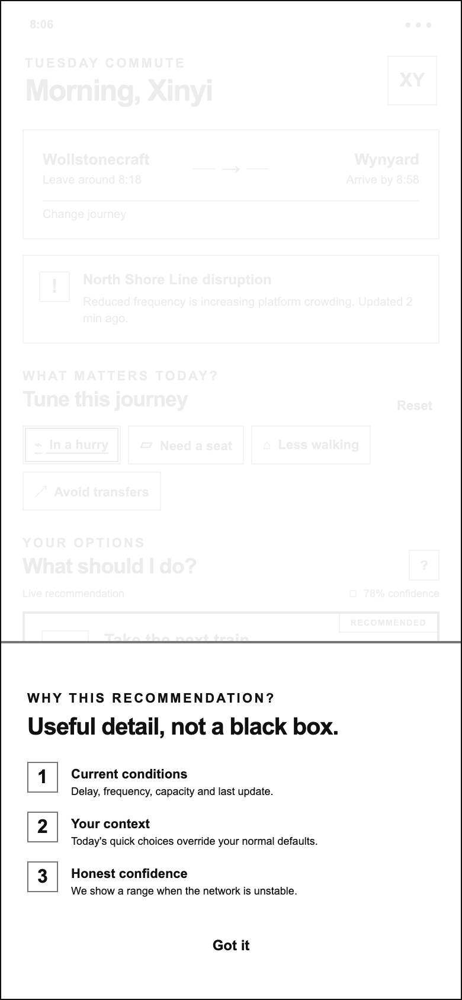 8:06
TUESDAY COMMUTE
Morning, Xinyi
XY
Wollstonecraft
Leave around 8:18
→
Wynyard
Arrive by 8:58
Change journey
!
North Shore Line disruption
Reduced frequency is increasing platform crowding. Updated 2
min ago.
WHAT MATTERS TODAY?
Tune this journey
Reset
In a hurry
Need a seat
Less walking
Avoid transfers
YOUR OPTIONS
What should I do?
?
Live recommendation
78% confidence
RECOMMENDED
Take the next train
WHY THIS RECOMMENDATION?
Useful detail, not a black box.
1
Current conditions
Delay, frequency, capacity and last update.
2
Your context
Today's quick choices override your normal defaults.
3
Honest confidence
We show a range when the network is unstable.
Got it